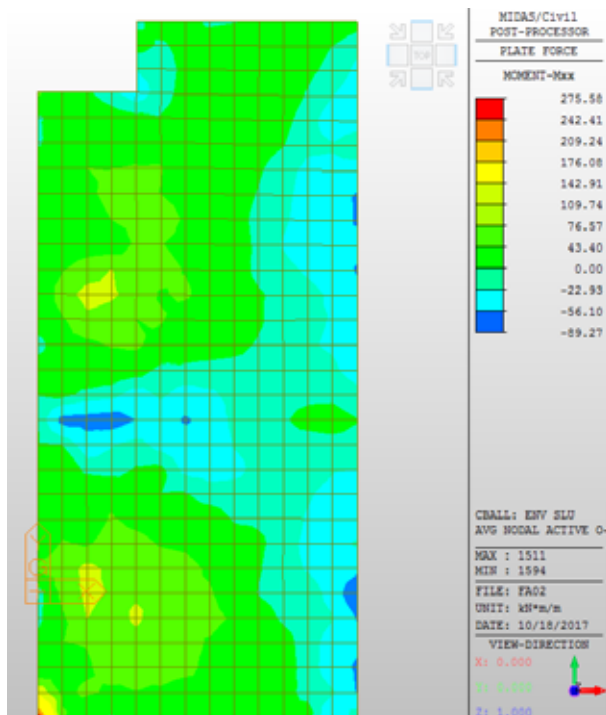 TOP
MIDAS/Civil
POST-PROCESSOR
PLATE FORCE
MOMENT-Mxx
275.58
242.41
209.24
176.08
142.91
109.74
76.57
43.40
0.00
-22.93
-56.10
-89.27
CBALL: ENV SLU
AVG NODAL ACTIVE O
MAX : 1511
MIN : 1594
FILE: FA02
UNIT: kN*m/m
DATE: 10/18/2017
VIEW-DIRECTION
X: 0.000
Z: 1.000